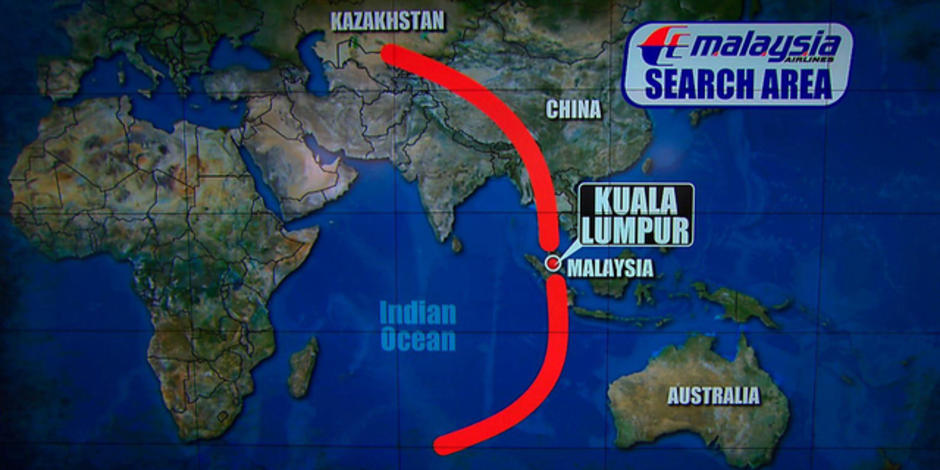 KAZAKHSTAN
malaysia
AIRLINES
SEARCH AREA
CHINA
KUALA
LUMPUR
MALAYSIA
Indian
Ocean
AUSTRALIA